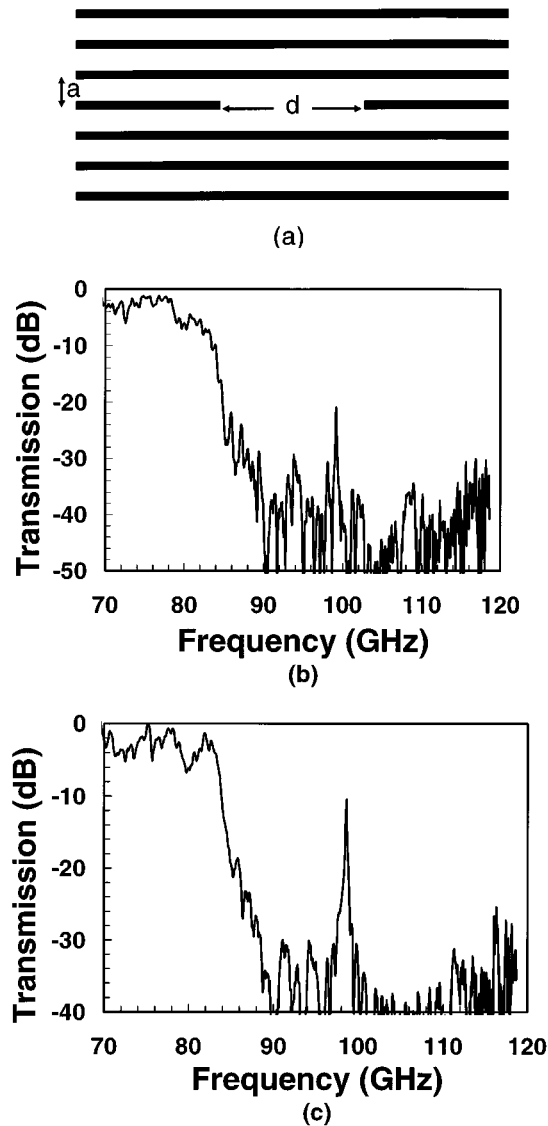 a
d
(a)
0
-10
-20
-30
-40
-50
Transmission (dB)
70 80 90 100 110 120
Frequency (GHz)
(b)
0
-10
-20
-30
-40
Transmission (dB)
70 80 90 100 110 120
Frequency (GHz)
(c)